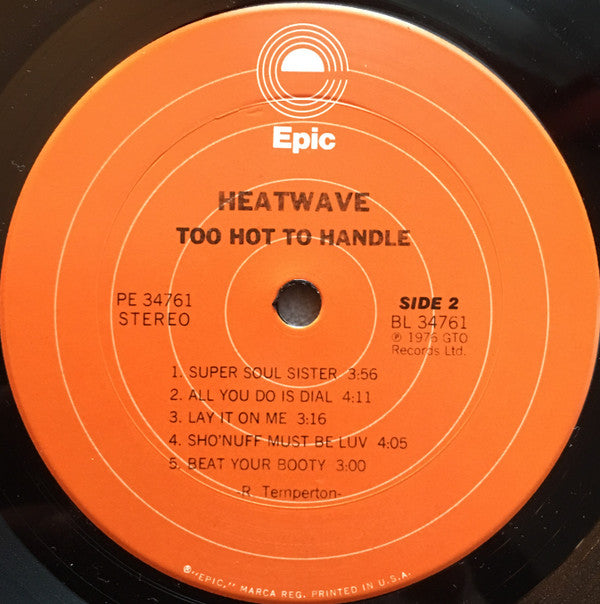 Epic
HEATWAVE
TOO HOT TO HANDLE
PE 34761
STEREO
SIDE 2
BL 34761
℗ 1976 GTO
Records Ltd.
1. SUPER SOUL SISTER 3:56
2. ALL YOU DO IS DIAL 4:11
3. LAY IT ON ME 3:16
4. SHO'NUFF MUST BE LUV 4:05
5. BEAT YOUR BOOTY 3:00
-R. Temperton-
®"EPIC," MARCA REG. PRINTED IN U.S.A.